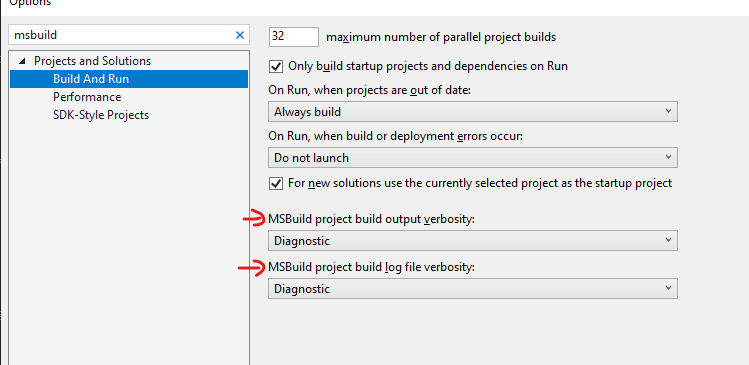 Options
msbuild
Projects and Solutions
Build And Run
Performance
SDK-Style Projects
32 maximum number of parallel project builds
Only build startup projects and dependencies on Run
On Run, when projects are out of date:
Always build
On Run, when build or deployment errors occur:
Do not launch
For new solutions use the currently selected project as the startup project
MSBuild project build output verbosity:
Diagnostic
MSBuild project build log file verbosity:
Diagnostic